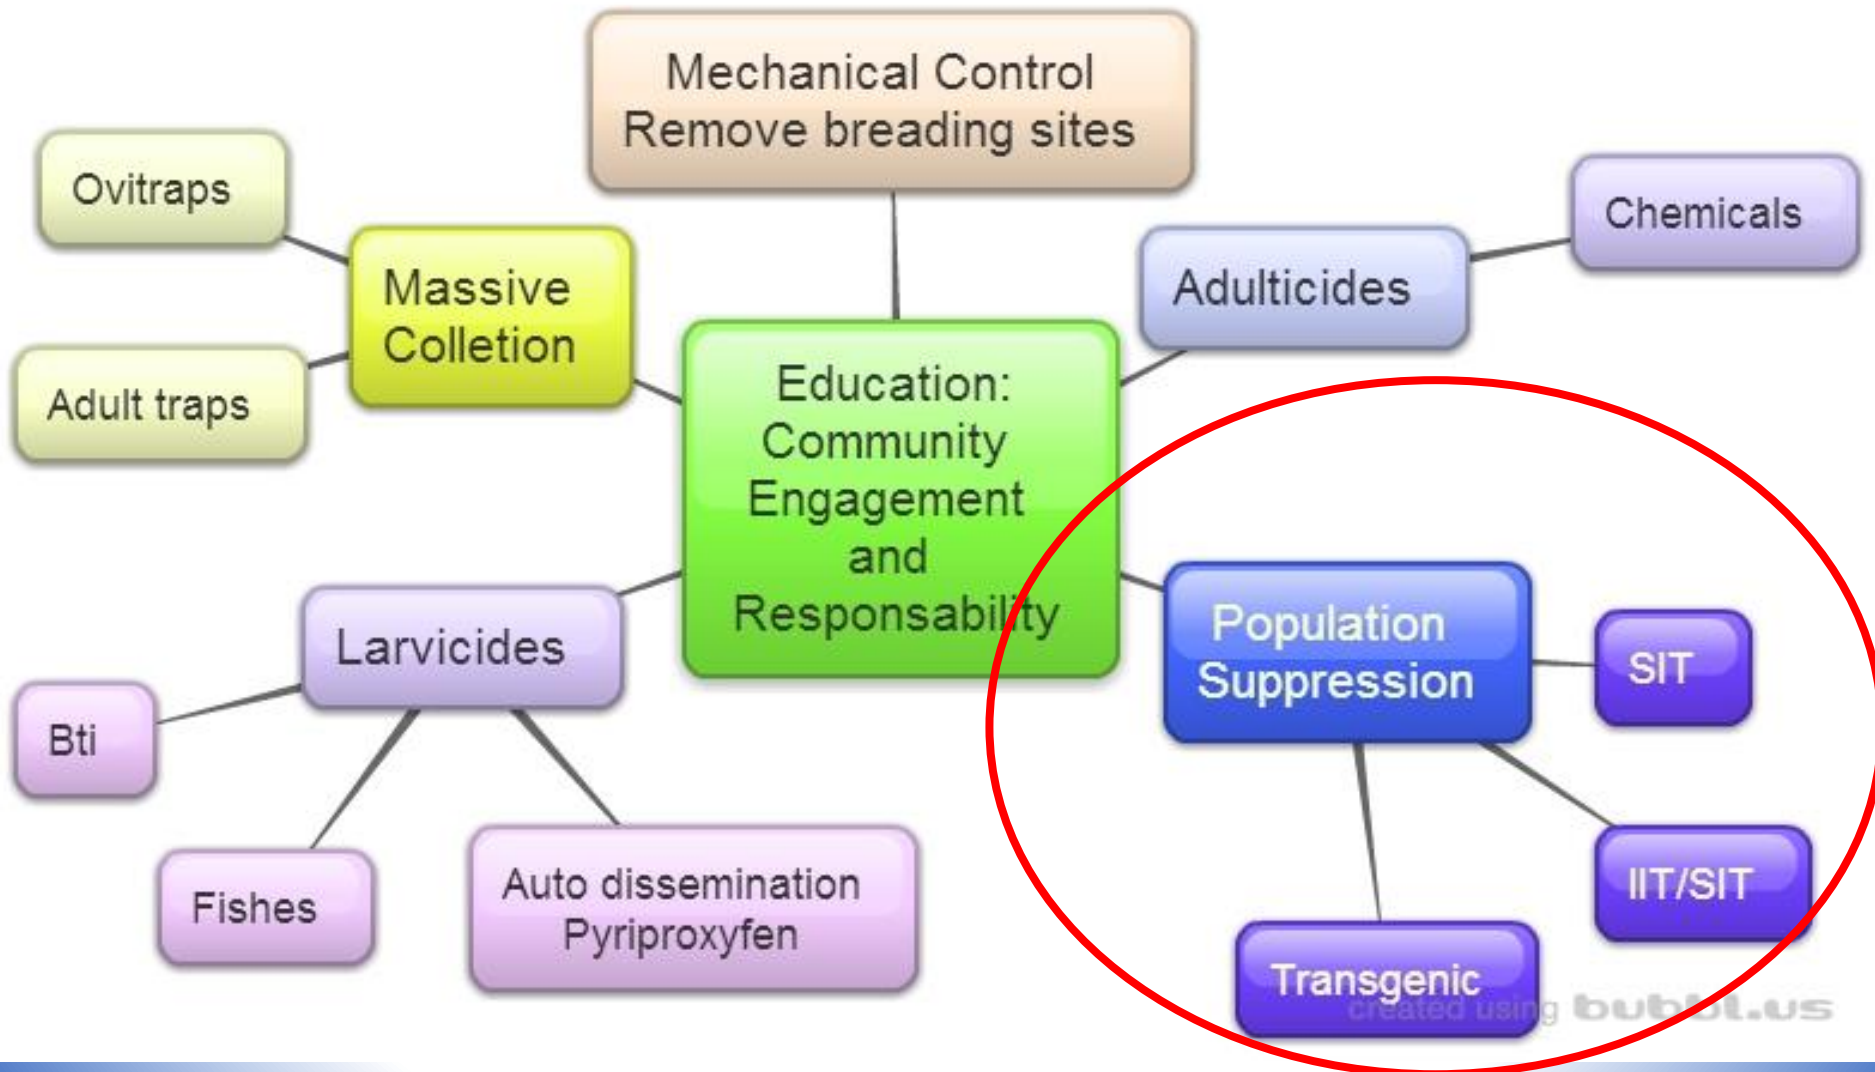 Mechanical Control
Remove breading sites
Ovitraps
Chemicals
Massive
Colletion
Adulticides
Adult traps
Education:
Community
Engagement
and
Responsability
Population
Suppression
SIT
Larvicides
Bti
Fishes
Auto dissemination
Pyriproxyfen
IIT/SIT
Transgenic
created using bubbl.us